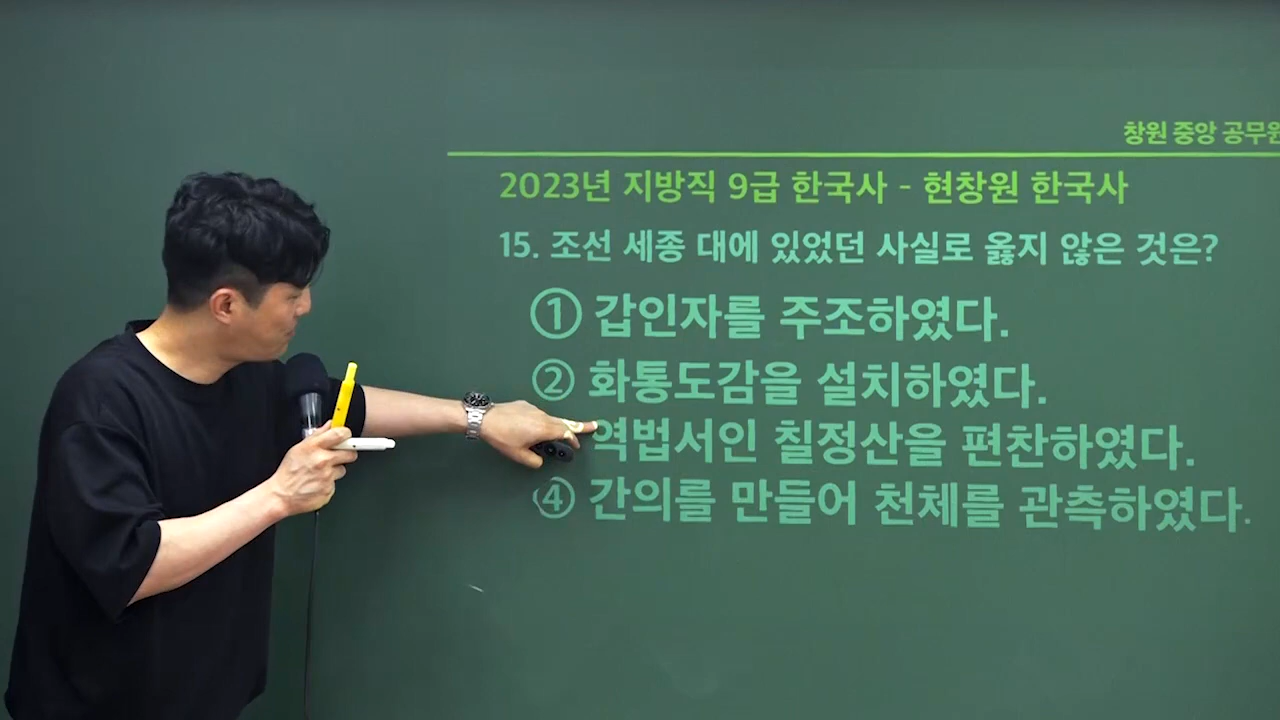 창원 중앙 공무원
2023년 지방직 9급 한국사 - 현창원 한국사
15. 조선 세종 대에 있었던 사실로 옳지 않은 것은?
① 갑인자를 주조하였다.
② 화통도감을 설치하였다.
역법서인 칠정산을 편찬하였다.
④ 간의를 만들어 천체를 관측하였다.